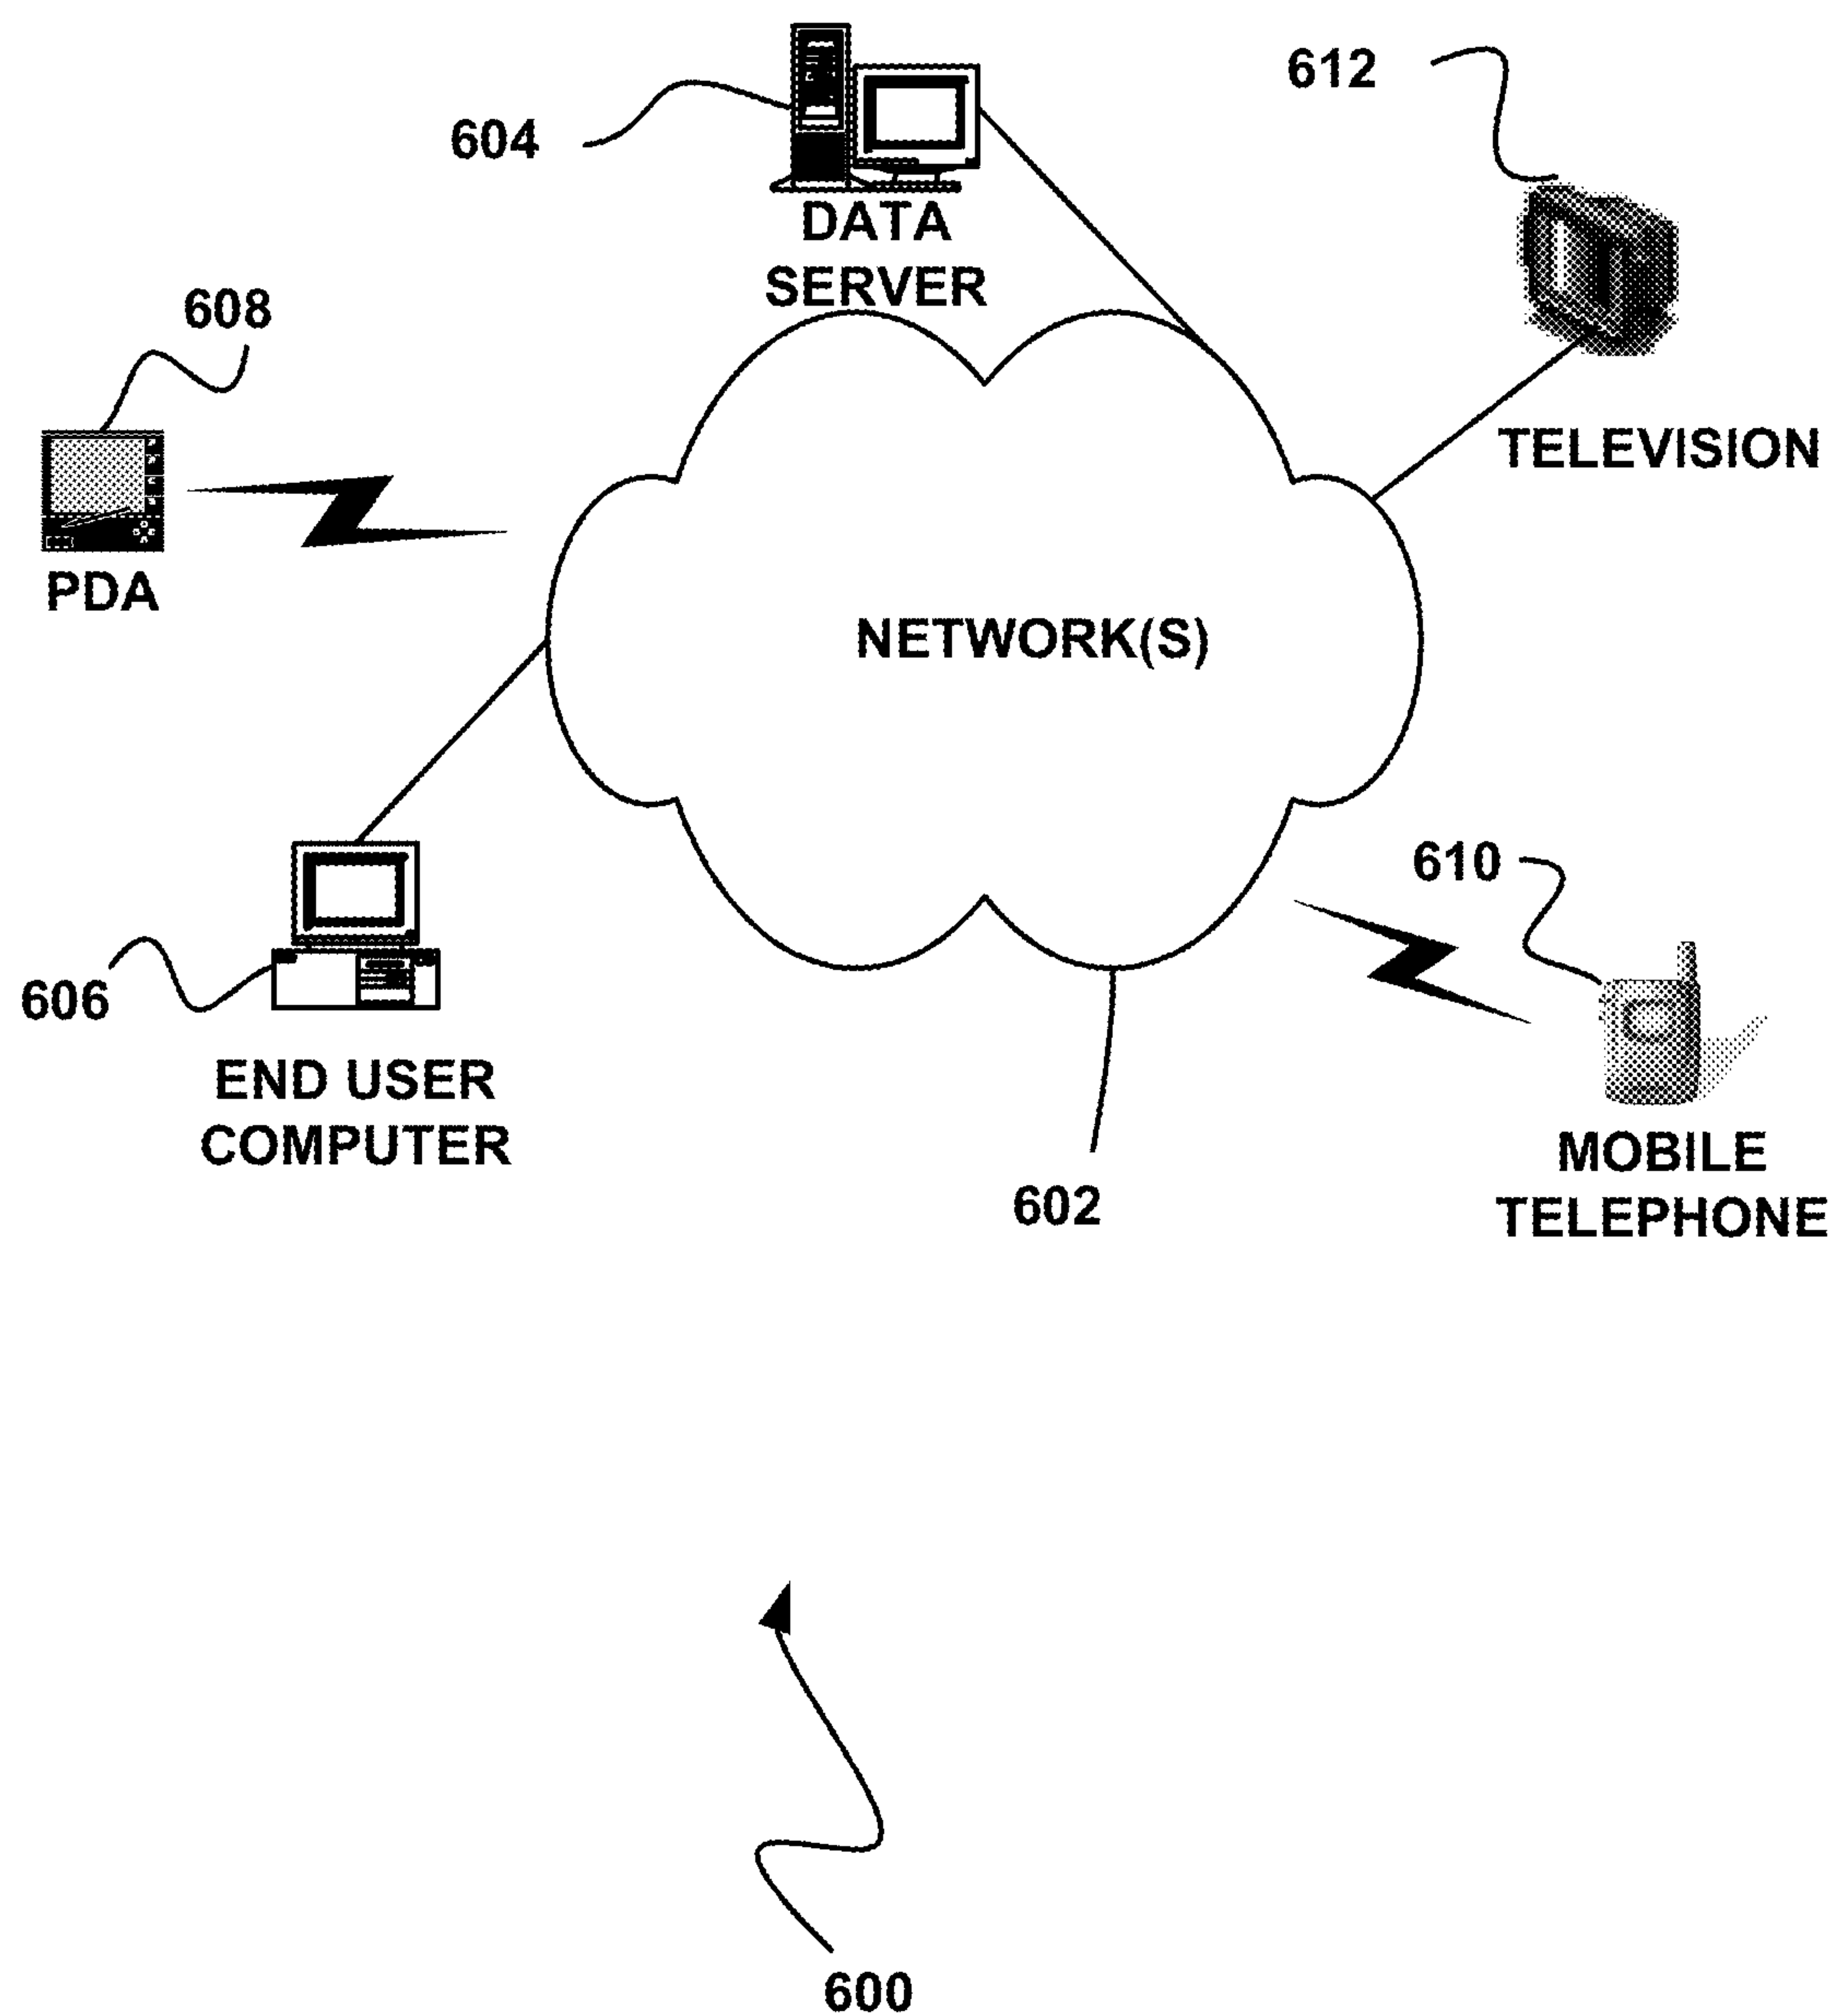 612
604
DATA
SERVER
608
TELEVISION
PDA
NETWORK(S)
610
606
END USER
COMPUTER
602
MOBILE
TELEPHONE
600